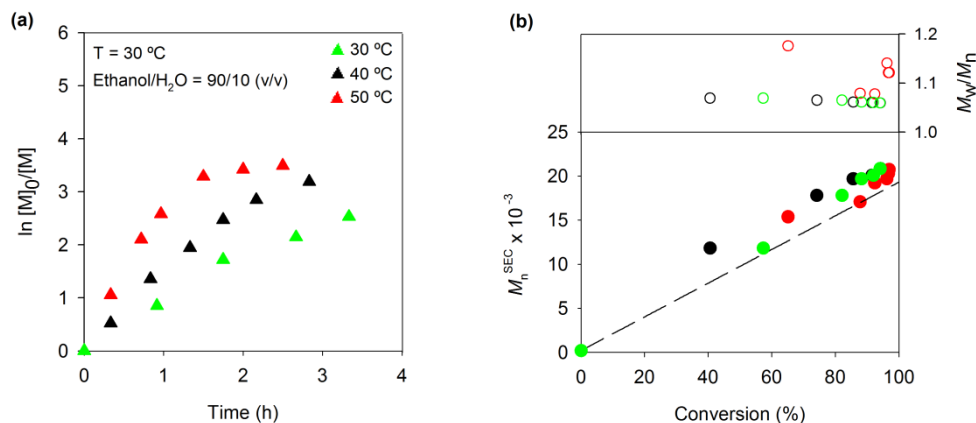 (a)
6
5
4
3
2
1
0
ln [M]0/[M]
T = 30 ºC
Ethanol/H2O = 90/10 (v/v)
30 ºC
40 ºC
50 ºC
0 1 2 3 4
Time (h)
(b)
1.2
1.1
1.0
Mw/Mn
25
20
15
10
5
0
MnSEC x 10-3
0 20 40 60 80 100
Conversion (%)